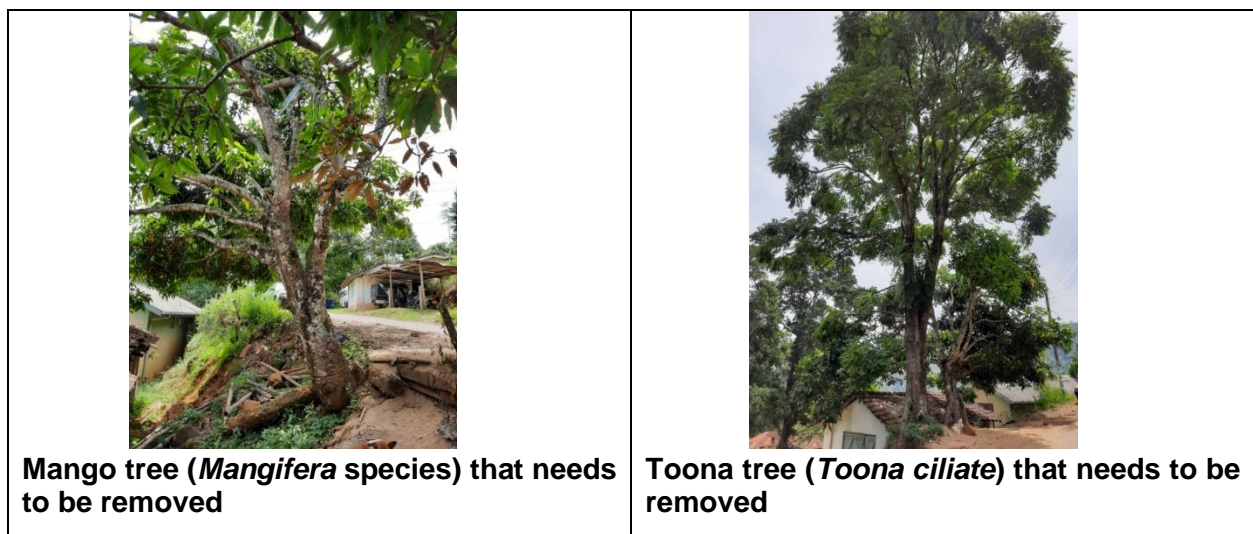 Mango tree (Mangifera species) that needs
to be removed
Toona tree (Toona ciliate) that needs to be
removed